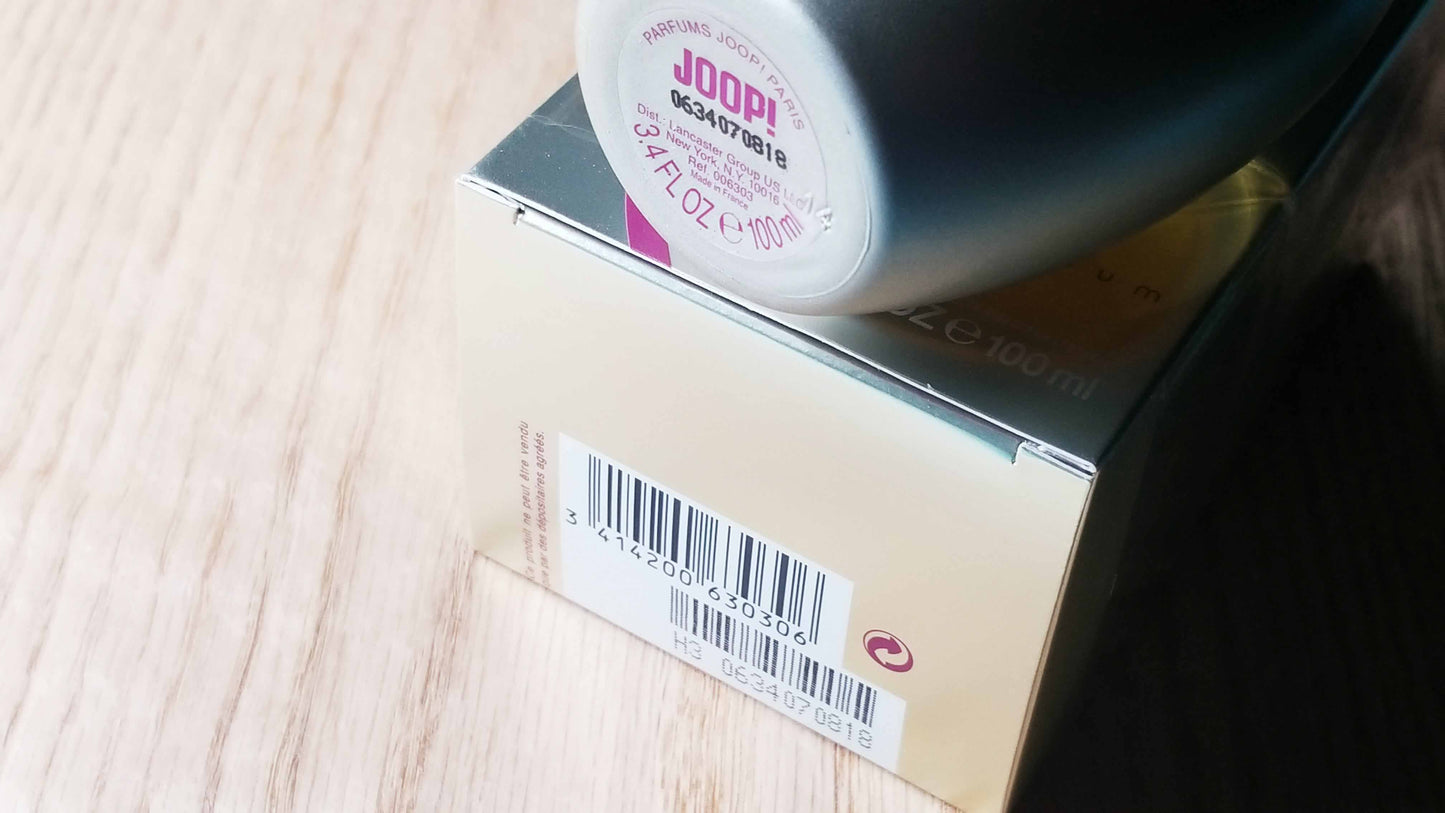 PARFUMS JOOP! PARIS
JOOP!
0634070818
Dist.: Lancaster Group US
New York, N.Y. 10016
Ref. 006303
Made in France
3.4 FL OZ e 100 ml
u m
OZ e 100 ml
Ce produit ne peut être vendu
que par des dépositaires agréés.
3 414200 630306
H3 0634070818